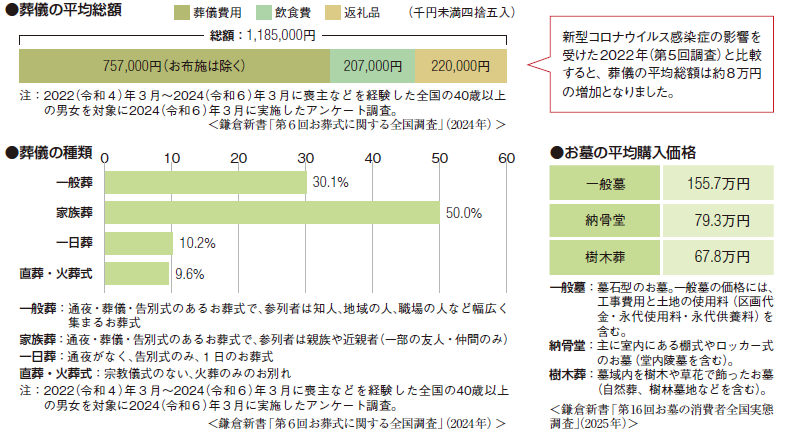 ●葬儀の平均総額
葬儀費用 飲食費 返礼品 （千円未満四捨五入）
総額：1,185,000円
757,000円（お布施は除く） 207,000円 220,000円
注：2022（令和４）年３月～2024（令和６）年３月に喪主などを経験した全国の40歳以上
の男女を対象に2024（令和６）年３月に実施したアンケート調査。
＜鎌倉新書「第６回お葬式に関する全国調査」（2024年）＞
新型コロナウイルス感染症の影響を
受けた2022年（第５回調査）と比較
すると、葬儀の平均総額は約８万円
の増加となりました。
●葬儀の種類
0 10 20 30 40 50 60
一般葬 30.1%
家族葬 50.0%
一日葬 10.2%
直葬・火葬式 9.6%
一般葬：通夜・葬儀・告別式のあるお葬式で、参列者は知人、地域の人、職場の人など幅広く
集まるお葬式
家族葬：通夜・葬儀・告別式のあるお葬式で、参列者は親族や近親者（一部の友人・仲間のみ）
一日葬：通夜がなく、告別式のみ、１日のお葬式
直葬・火葬式：宗教儀式のない、火葬のみのお別れ
注：2022（令和４）年３月～2024（令和６）年３月に喪主などを経験した全国の40歳以上
の男女を対象に2024（令和６）年３月に実施したアンケート調査。
＜鎌倉新書「第６回お葬式に関する全国調査」（2024年）＞
●お墓の平均購入価格
一般墓 155.7万円
納骨堂 79.3万円
樹木葬 67.8万円
一般墓：墓石型のお墓。一般墓の価格には、
工事費用と土地の使用料（区画代
金・永代使用料・永代供養料）を
含む。
納骨堂：主に室内にある棚式やロッカー式
のお墓（堂内陵墓を含む）。
樹木葬：墓域内を樹木や草花で飾ったお墓
（自然葬、樹林墓地などを含む）。
＜鎌倉新書「第16回お墓の消費者全国実態
調査」（2025年）＞